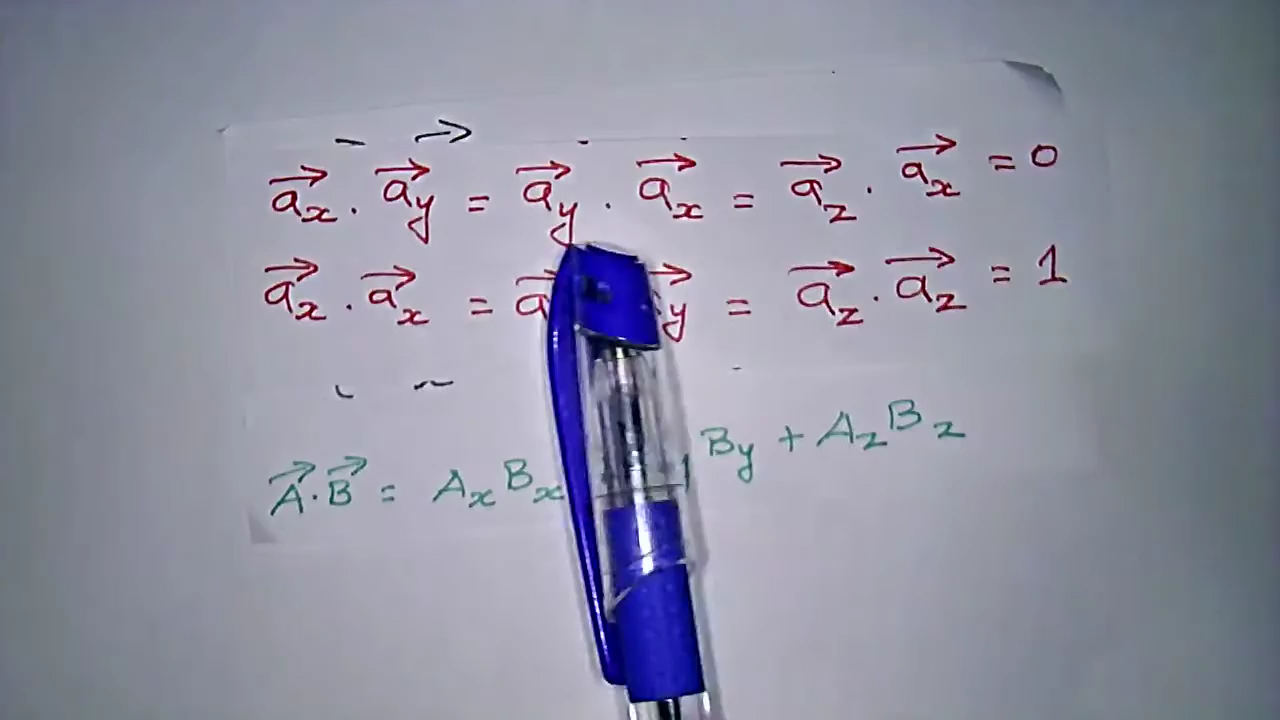 a⃗x . a⃗y = a⃗y . a⃗x = a⃗z . a⃗x = 0
a⃗x . a⃗x = a⃗ y = a⃗z . a⃗z = 1
A⃗ . B⃗ = AxBx By + AzBz